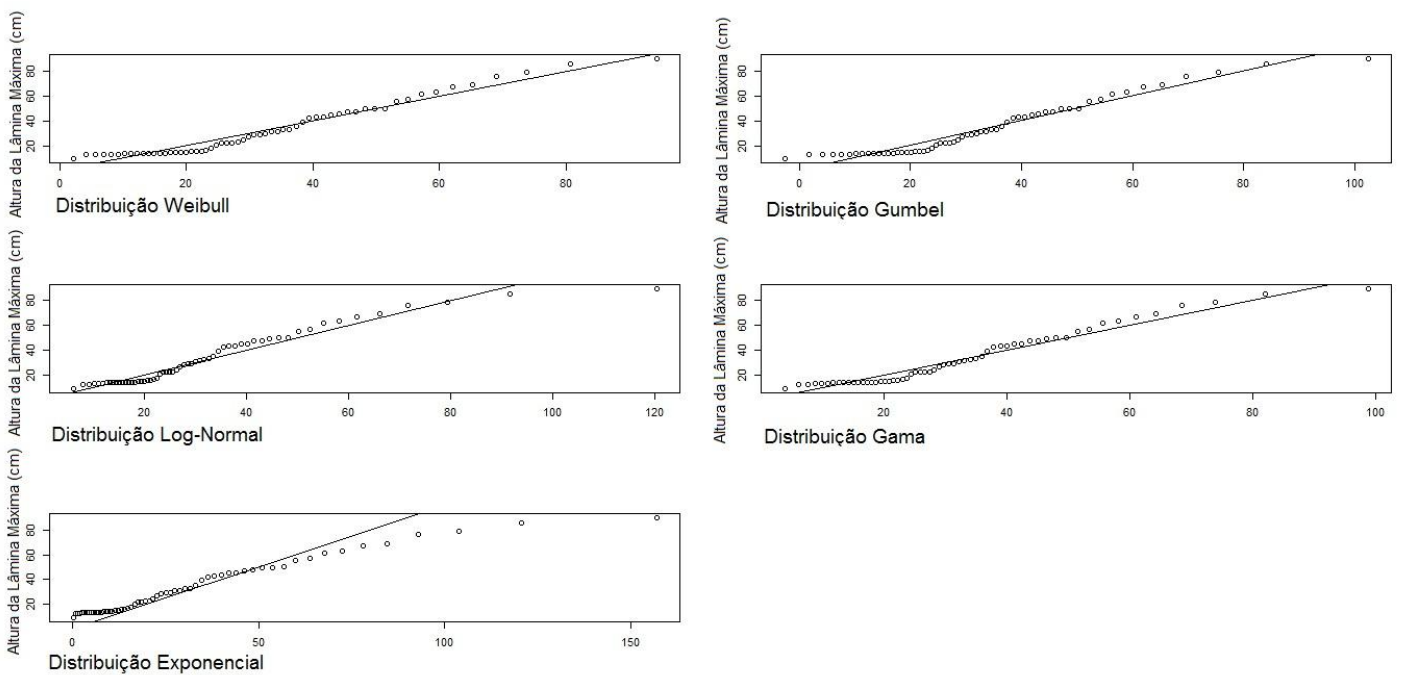 Altura da Lâmina Máxima (cm)
20 40 60 80
0 20 40 60 80
Distribuição Weibull
Altura da Lâmina Máxima (cm)
20 40 60 80
0 20 40 60 80 100
Distribuição Gumbel
Altura da Lâmina Máxima (cm)
20 40 60 80
20 40 60 80 100 120
Distribuição Log-Normal
Altura da Lâmina Máxima (cm)
20 40 60 80
20 40 60 80 100
Distribuição Gama
Altura da Lâmina Máxima (cm)
20 40 60 80
0 50 100 150
Distribuição Exponencial